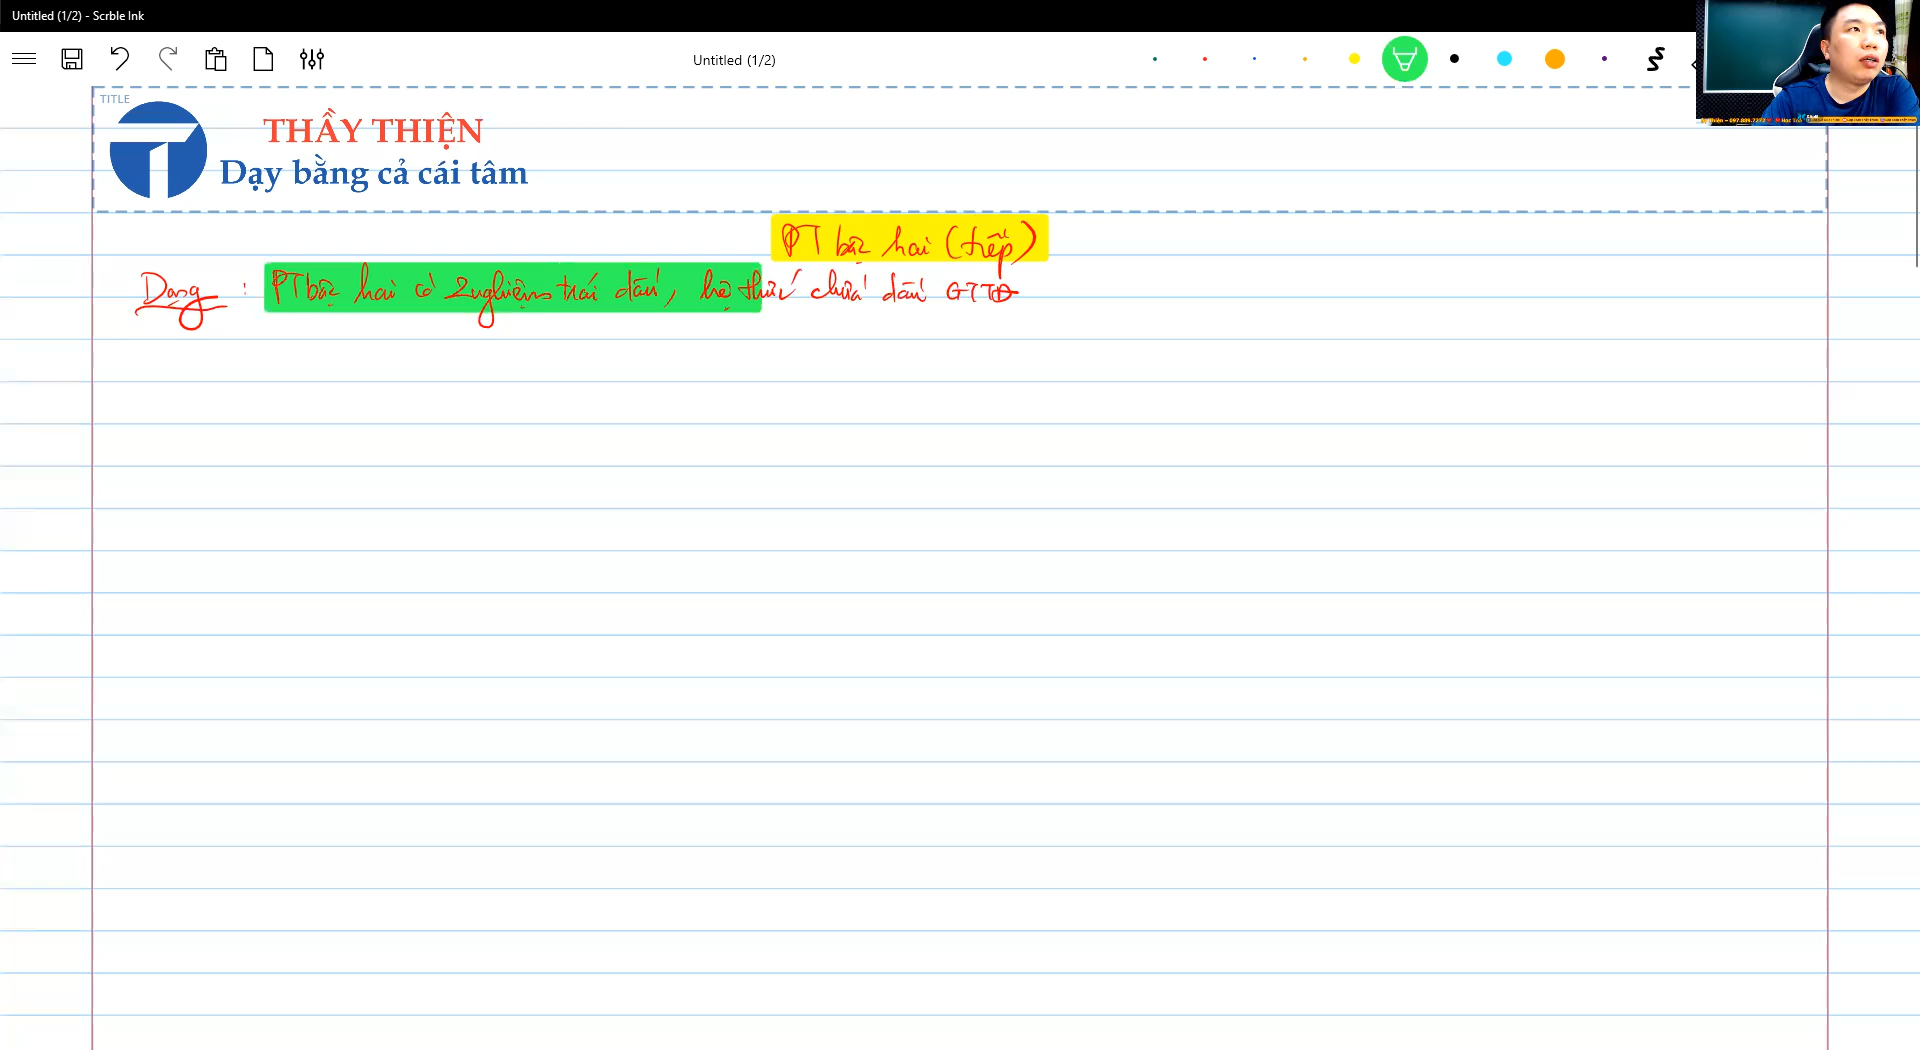 Untitled (1/2) - Scrble Ink
Untitled (1/2)
TITLE
THẦY THIỆN
Dạy bằng cả cái tâm
PT bậc hai (tiếp)
Dạng : PT bậc hai có 2 nghiệm trái dấu, hệ thức chứa dấu GTTĐ